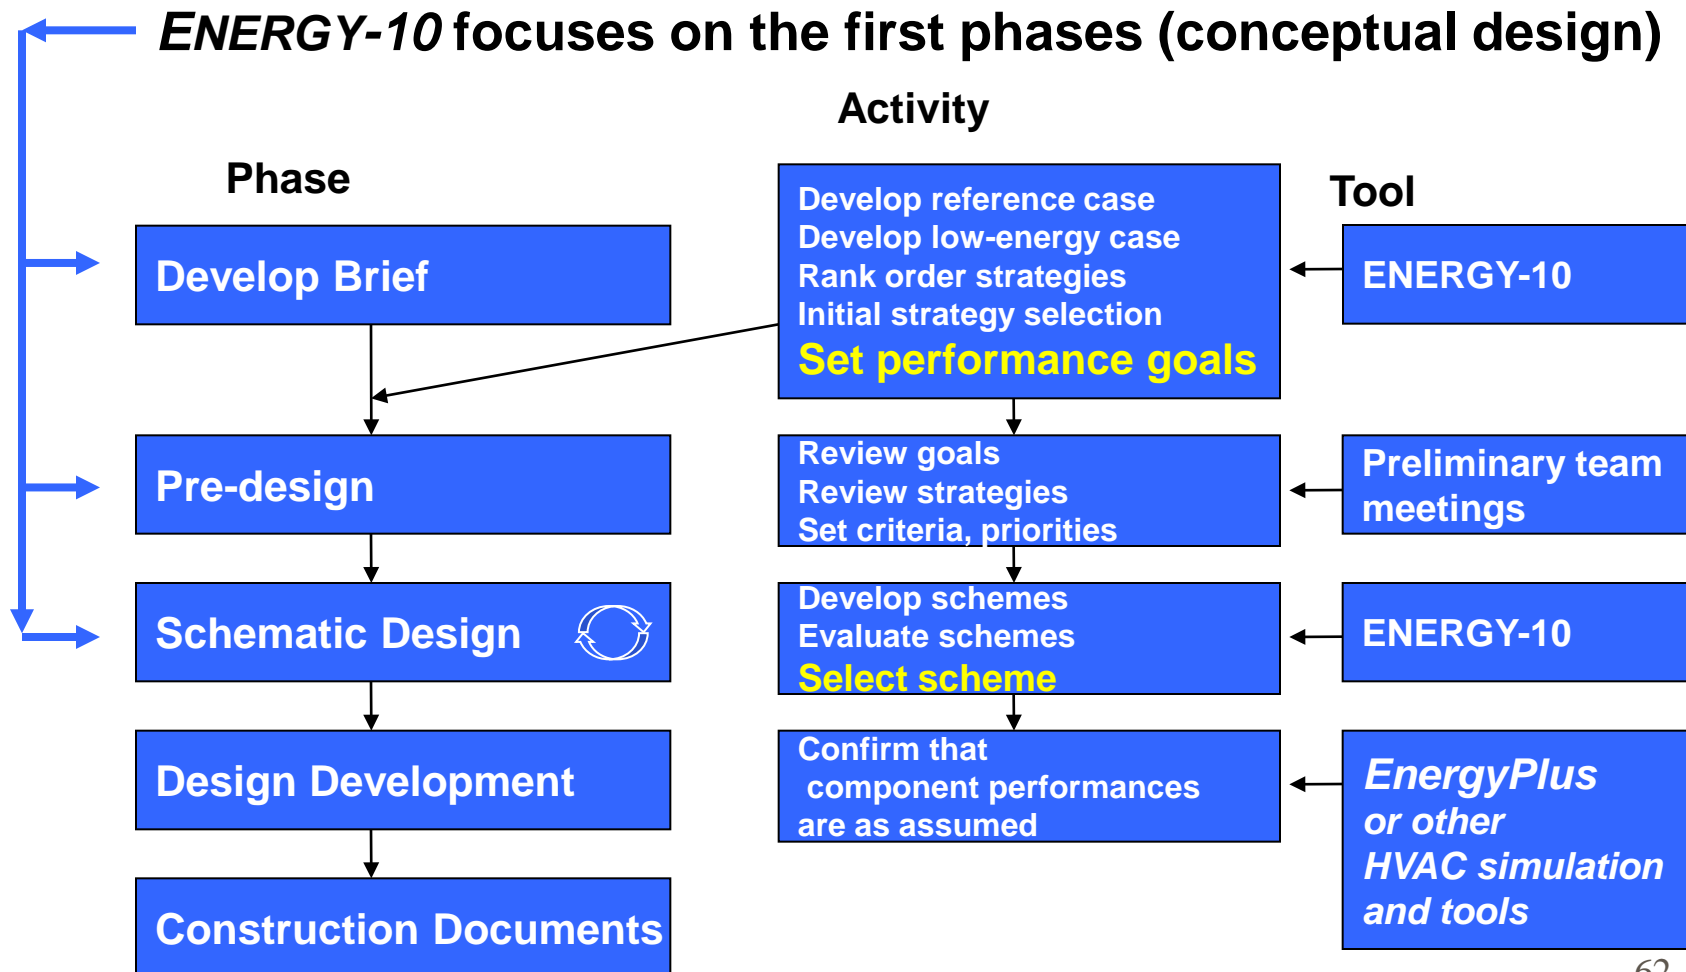 ENERGY-10 focuses on the first phases (conceptual design)
Activity
Phase
Tool
Develop reference case
Develop low-energy case
Rank order strategies
Initial strategy selection
Set performance goals
Develop Brief
ENERGY-10
Pre-design
Review goals
Review strategies
Set criteria, priorities
Preliminary team
meetings
Schematic Design
Develop schemes
Evaluate schemes
Select scheme
ENERGY-10
Design Development
Confirm that
component performances
are as assumed
EnergyPlus
or other
HVAC simulation
and tools
Construction Documents
62